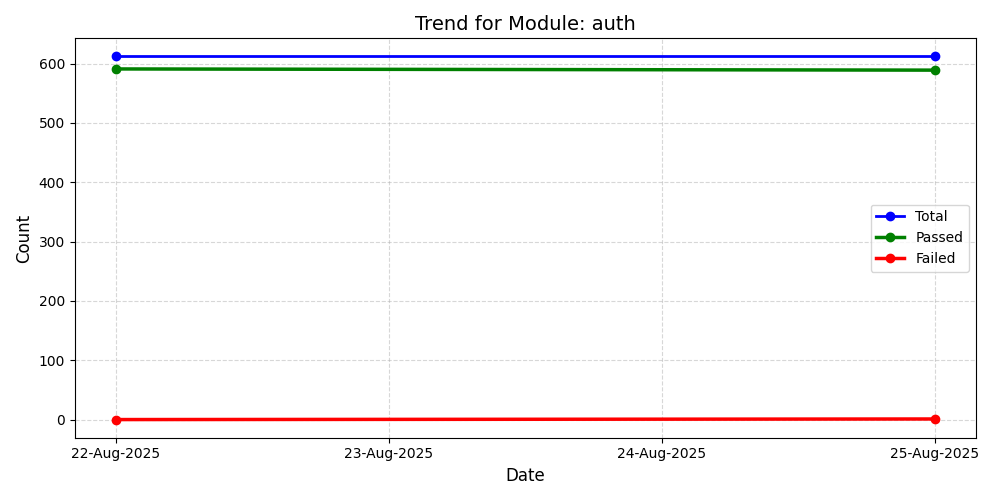 Trend for Module: auth
600
500
400
300
200
100
0
Count
Total
Passed
Failed
22-Aug-2025
23-Aug-2025
24-Aug-2025
25-Aug-2025
Date